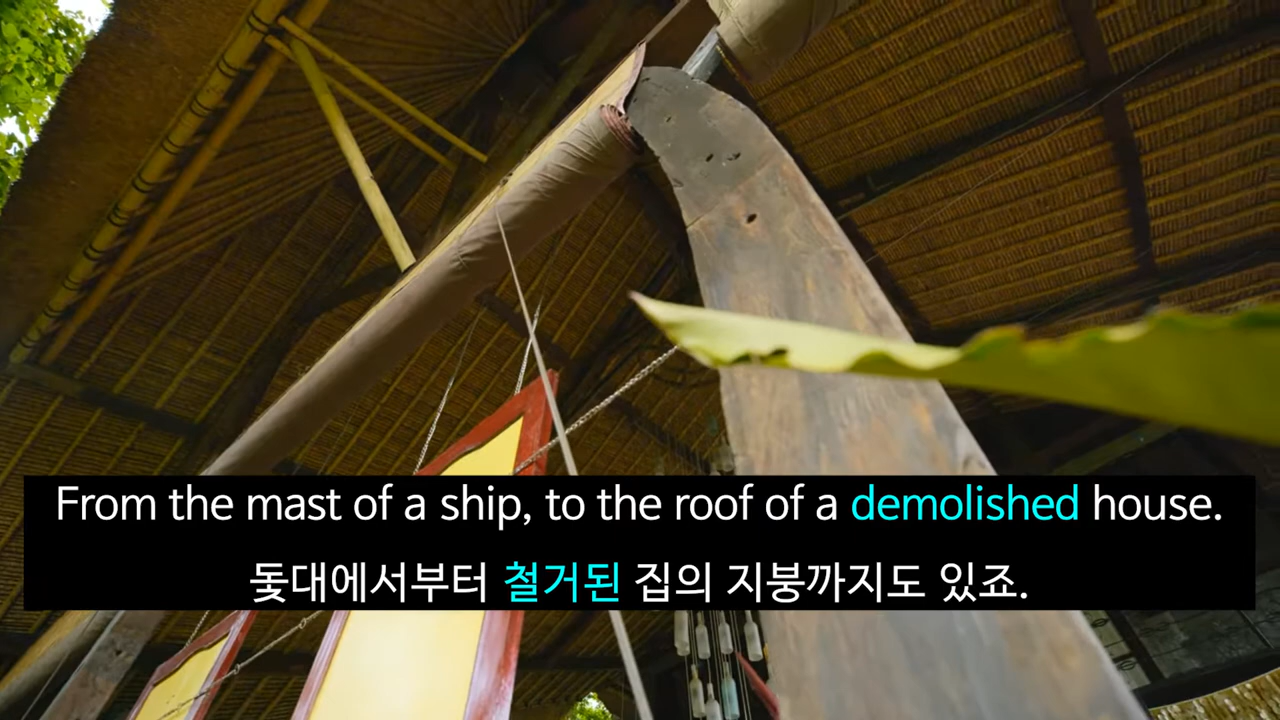 From the mast of a ship, to the roof of a demolished house.
돛대에서부터 철거된 집의 지붕까지도 있죠.